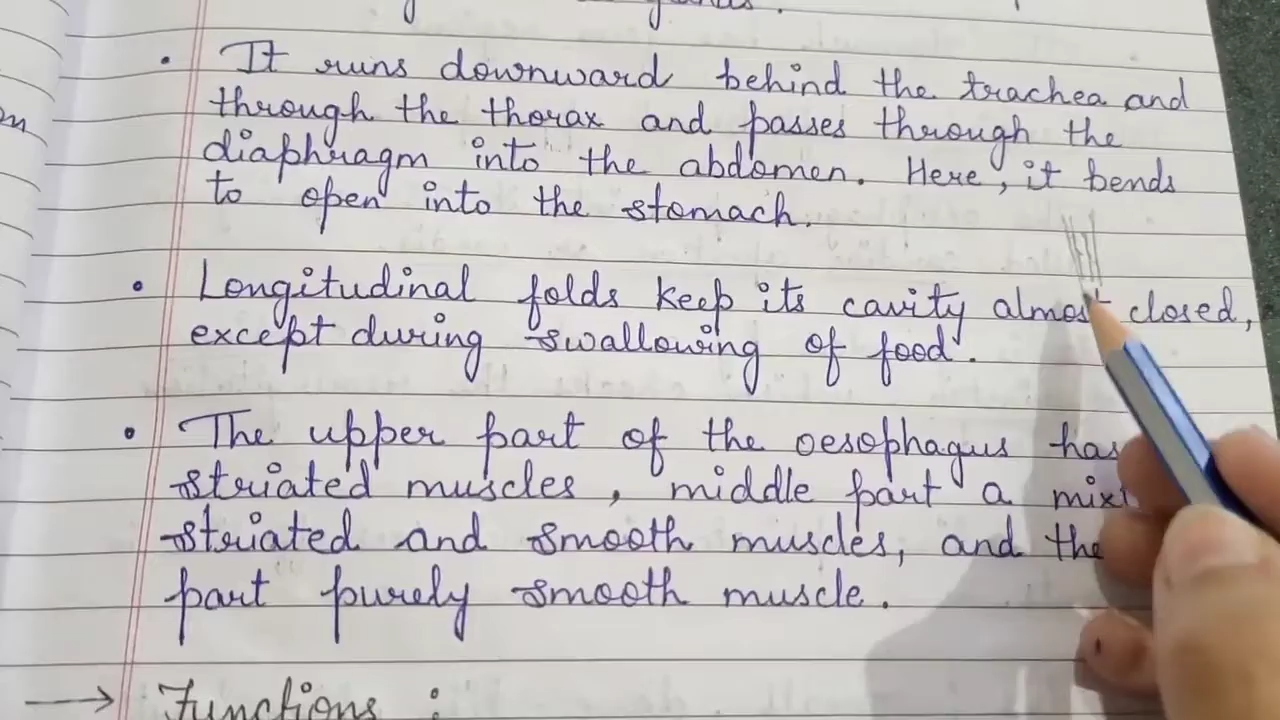 • It runs downward behind the trachea and
through the thorax and passes through the
diaphragm into the abdomen. Here, it bends
to open into the stomach.
• Longitudinal folds keep its cavity almost closed,
except during swallowing of food.
• The upper part of the oesophagus has
striated muscles, middle part a
striated and smooth muscles, and the
part purely smooth muscle.
→ Functions :